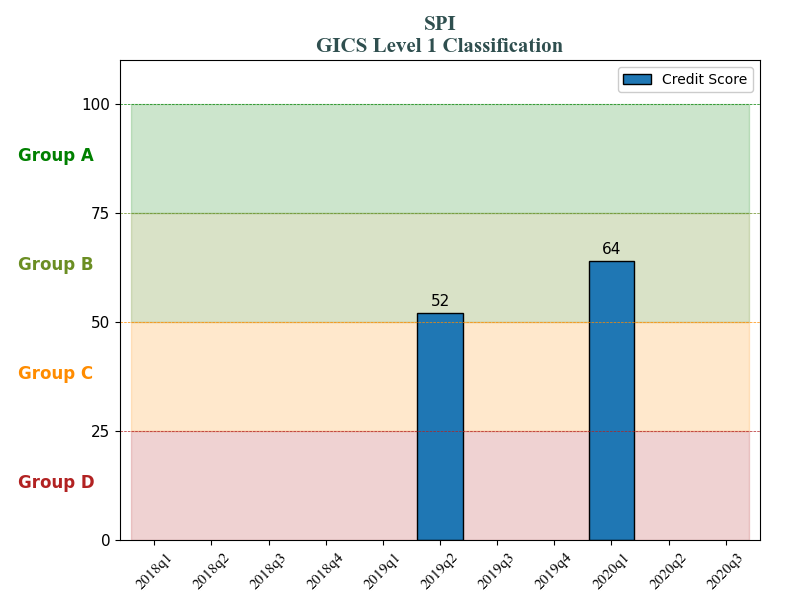 SPI
GICS Level 1 Classification
Credit Score
100
Group A
75
Group B
64
52
50
Group C
25
Group D
0
2018q1
2018q2
2018q3
2018q4
2019q1
2019q2
2019q3
2019q4
2020q1
2020q2
2020q3